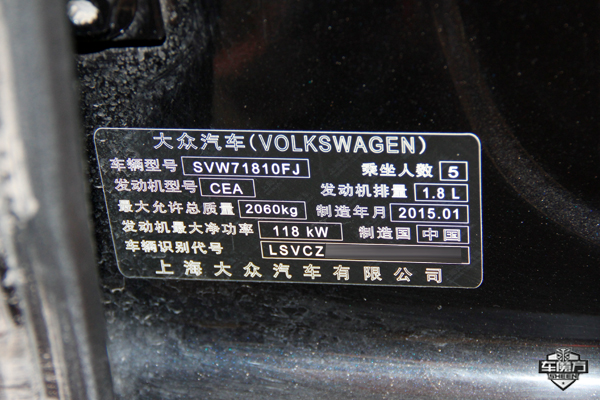 大众汽车(VOLKSWAGEN)
车辆型号 SVW71810FJ 乘坐人数 5
发动机型号 CEA 发动机排量 1.8 L
最大允许总质量 2060kg 制造年月 2015.01
发动机最大净功率 118 kW 制造国 中国
车辆识别代号 LSVCZ
上海大众汽车有限公司
车魔方
SHEEN